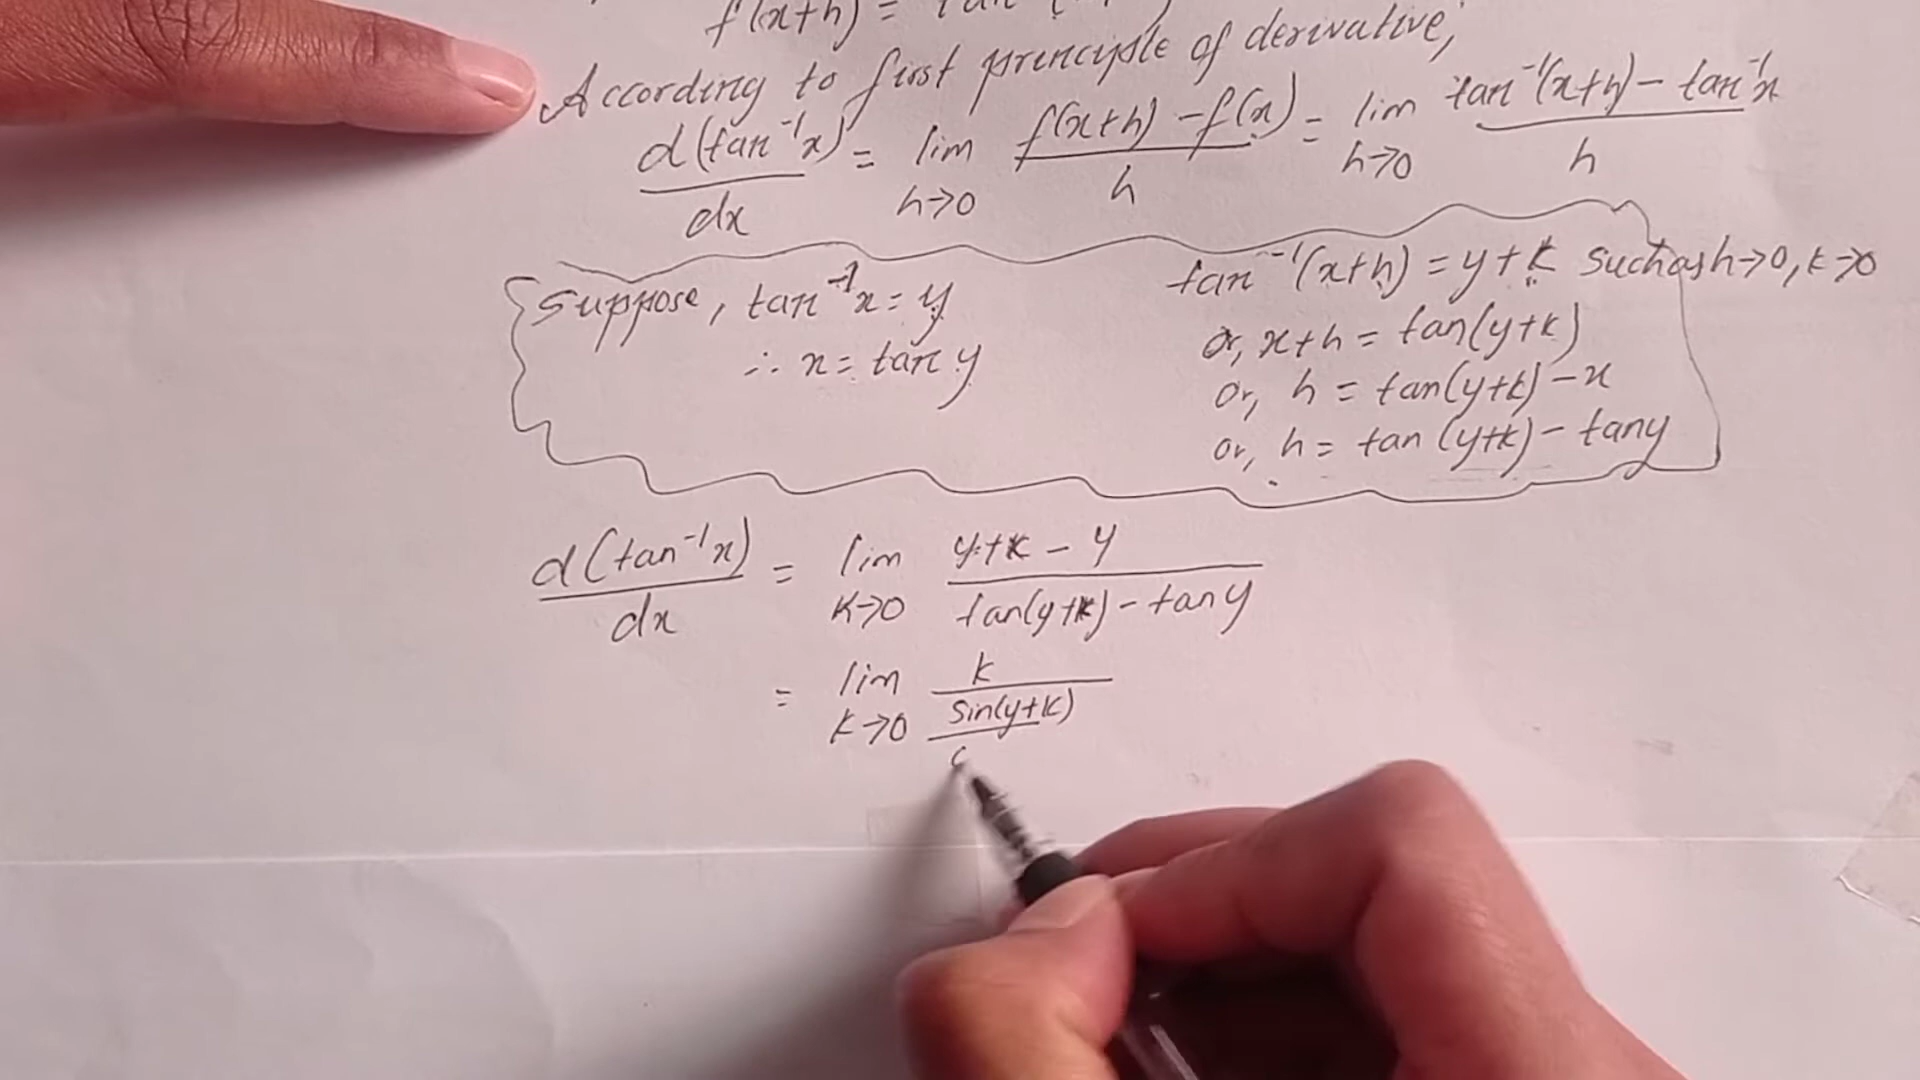 f(x+h) = tan
According to first principle of derivative,
d(tan⁻¹x)/dx = lim h→0 (f(x+h) - f(x))/h = lim h→0 (tan⁻¹(x+h) - tan⁻¹x)/h
Suppose, tan⁻¹x = y
∴ x = tan y
tan⁻¹(x+h) = y+k Such as h→0, k→0
or, x+h = tan(y+k)
or, h = tan(y+k) - x
or, h = tan (y+k) - tany
d(tan⁻¹x)/dx = lim k→0 (y+k - y)/(tan(y+k) - tan y)
= lim k→0 k/(sin(y+k)/